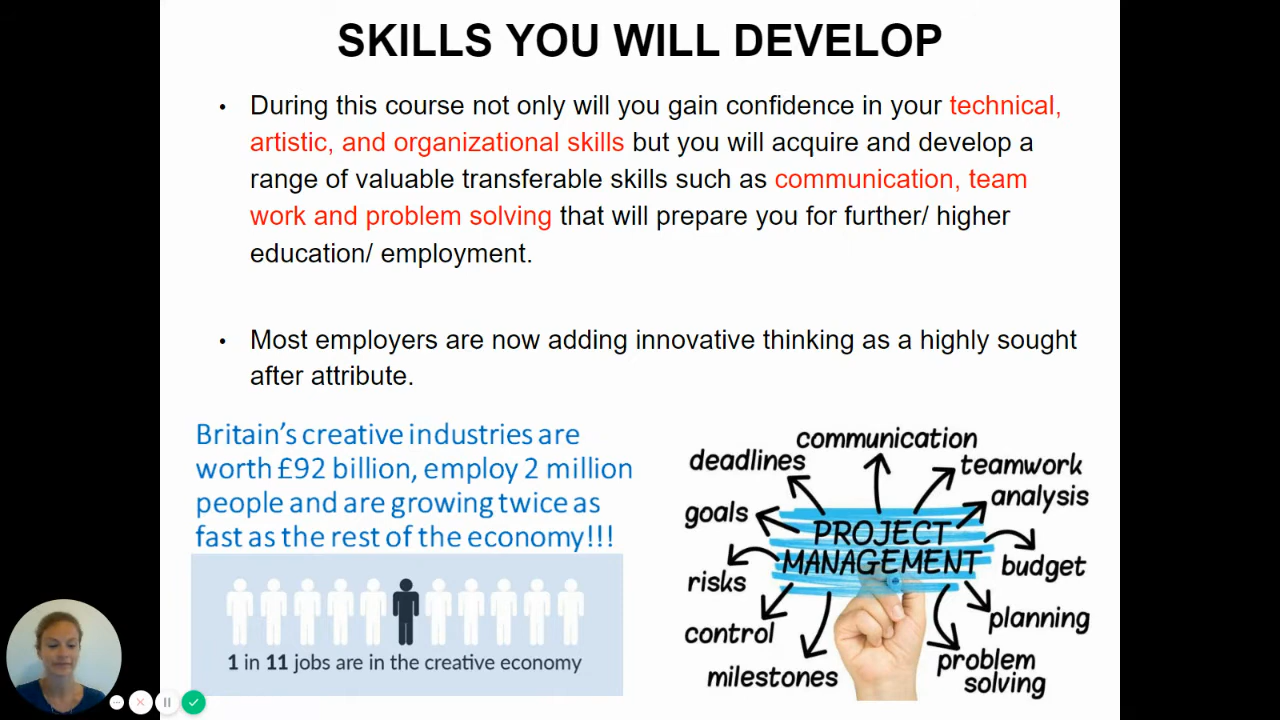 SKILLS YOU WILL DEVELOP
• During this course not only will you gain confidence in your technical,
artistic, and organizational skills but you will acquire and develop a
range of valuable transferable skills such as communication, team
work and problem solving that will prepare you for further/ higher
education/ employment.
• Most employers are now adding innovative thinking as a highly sought
after attribute.
Britain's creative industries are
worth £92 billion, employ 2 million
people and are growing twice as
fast as the rest of the economy!!!
1 in 11 jobs are in the creative economy
communication
deadlines
teamwork
analysis
goals
PROJECT
MANAGEMENT
budget
risks
planning
control
problem
solving
milestones